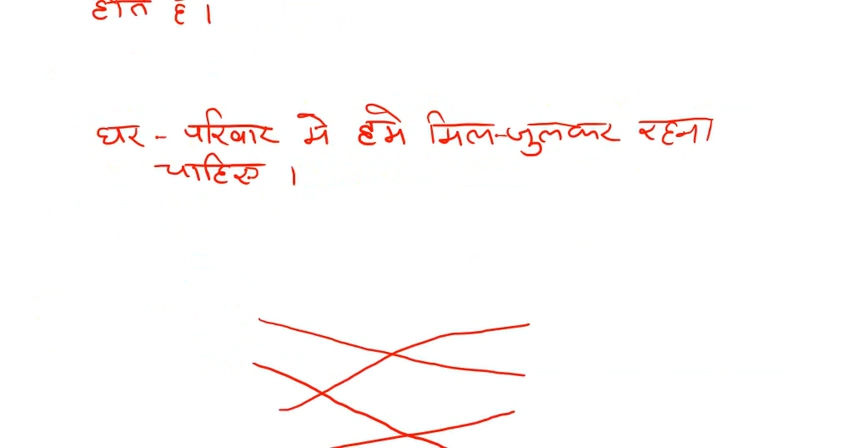 होते है।
घर - परिवार मे हमे मिल-जुलकर रहना
चाहिए ।